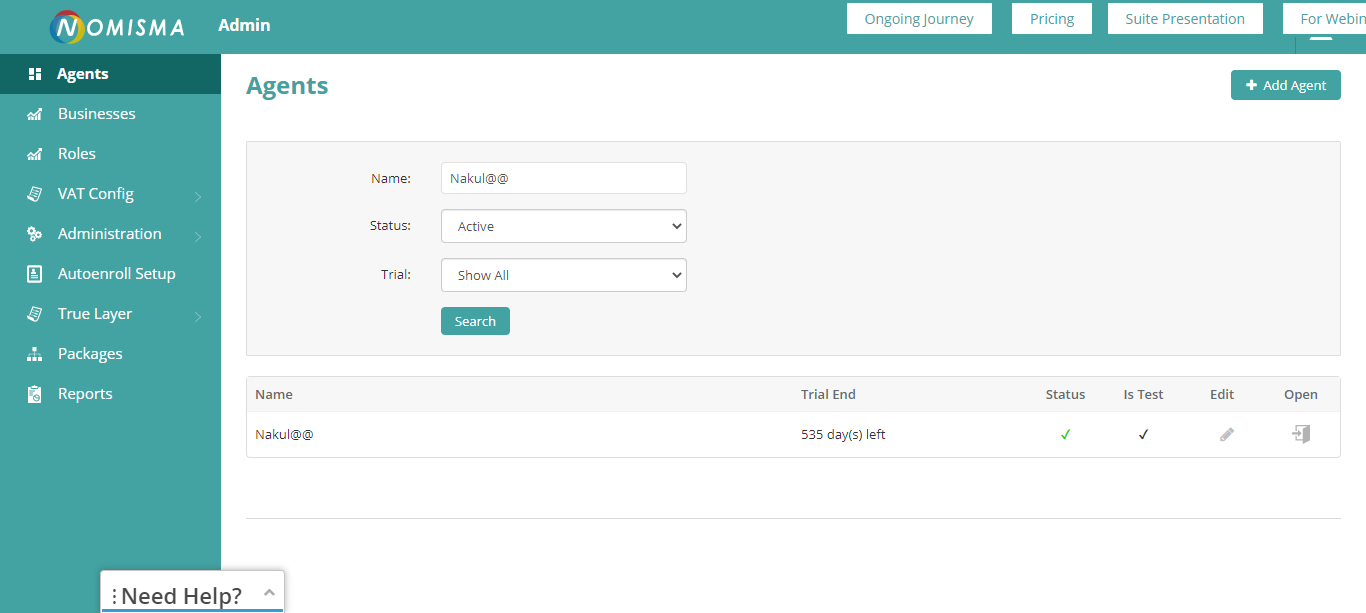 NOMISMA Admin Ongoing Journey Pricing Suite Presentation For Webin
Agents
Businesses
Roles
VAT Config
Administration
Autoenroll Setup
True Layer
Packages
Reports
Agents
Add Agent
Name: Nakul@@
Status: Active
Trial: Show All
Search
Name Trial End Status Is Test Edit Open
Nakul@@ 535 day(s) left
Need Help?